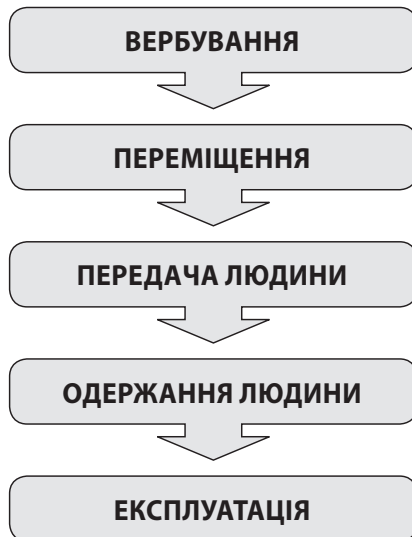 ВЕРБУВАННЯ
ПЕРЕМІЩЕННЯ
ПЕРЕДАЧА ЛЮДИНИ
ОДЕРЖАННЯ ЛЮДИНИ
ЕКСПЛУАТАЦІЯ